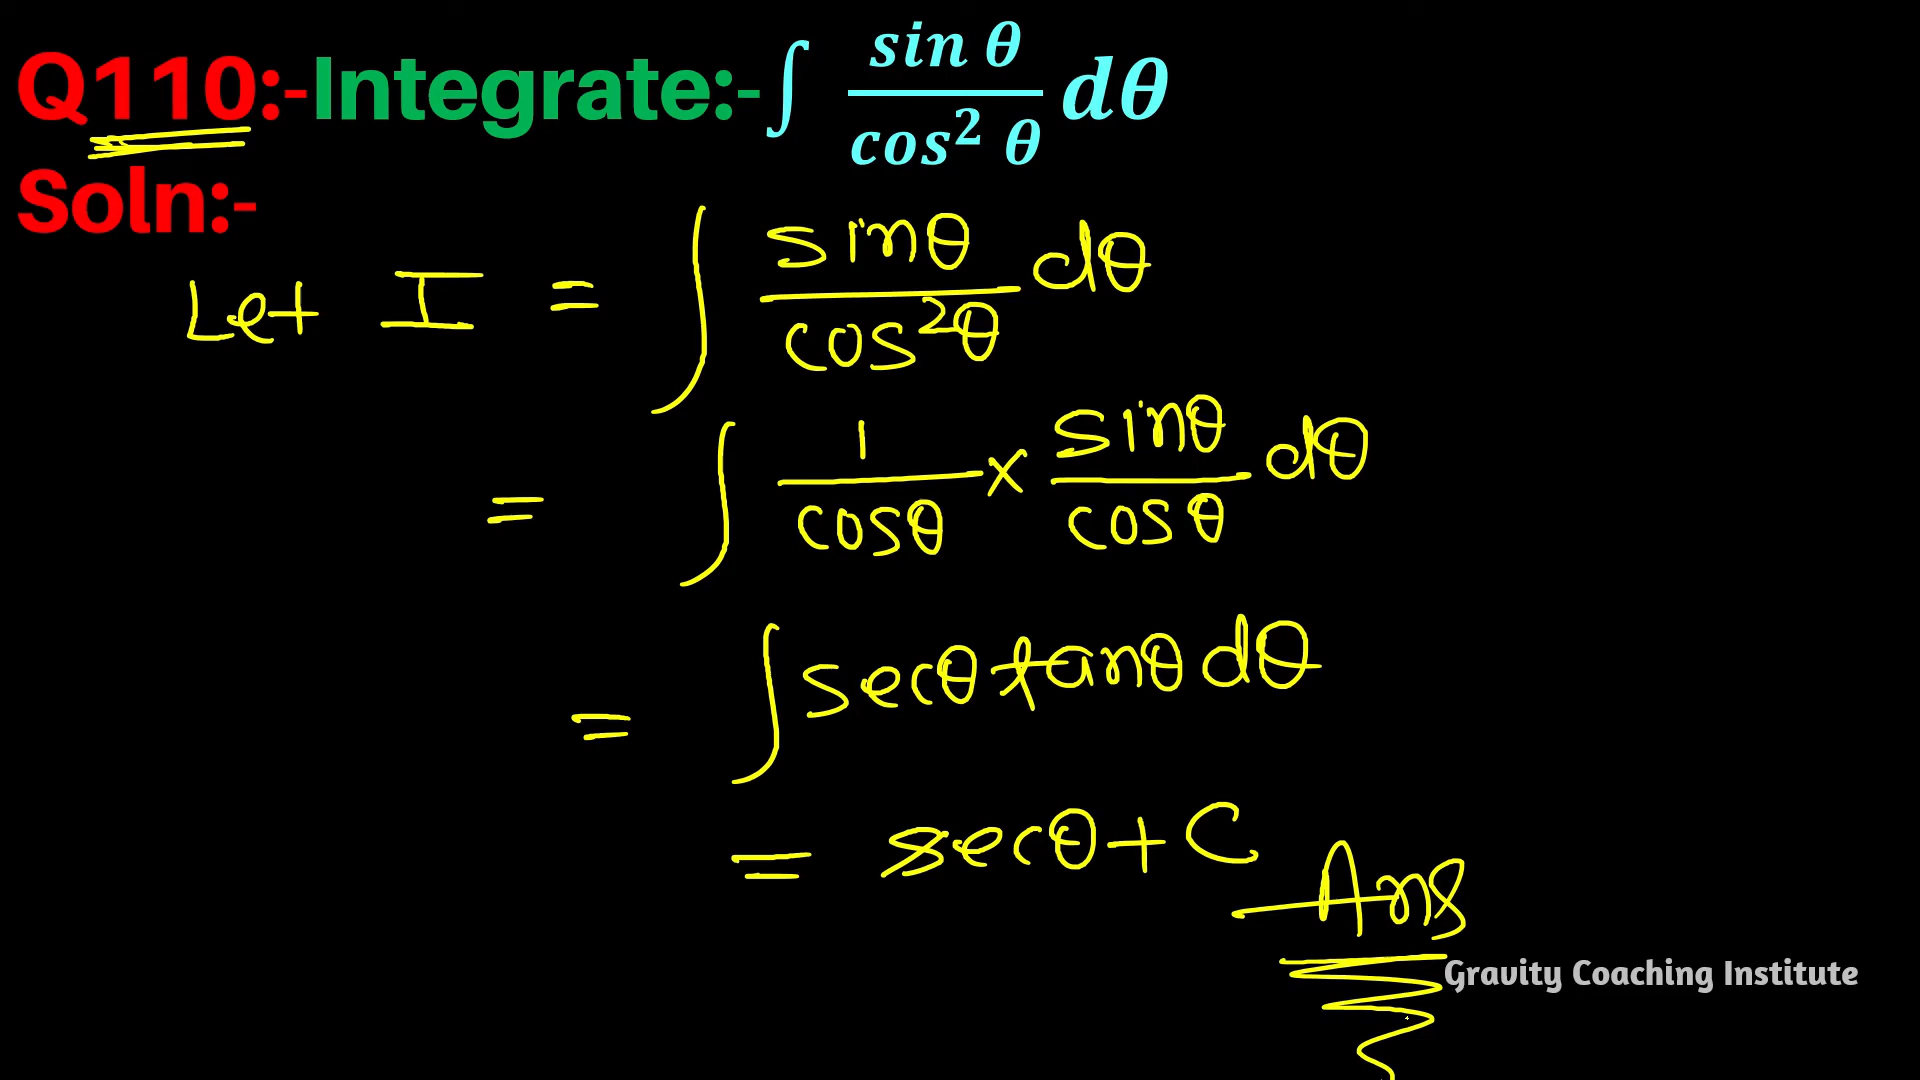 Q110:-Integrate:-∫ sin θ / cos² θ dθ
Soln:-
Let I = ∫ sinθ / cos²θ dθ
= ∫ 1 / cosθ × sinθ / cosθ dθ
= ∫ secθ tanθ dθ
= secθ + C
Ans
Gravity Coaching Institute